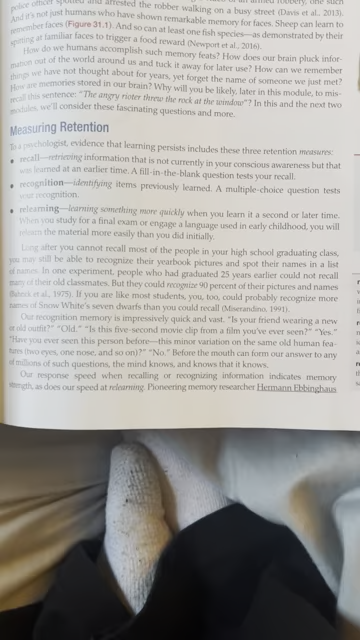 police officer spotted and arrested the robber walking on a busy street (Davis et al., 2013).
And it's not just humans who have shown remarkable memory for faces. Sheep can learn to
remember faces (Figure 31.1). And so can at least one fish species—as demonstrated by their
spitting at familiar faces to trigger a food reward (Newport et al., 2016).
How do we humans accomplish such memory feats? How does our brain pluck infor-
mation out of the world around us and tuck it away for later use? How can we remember
things we have not thought about for years, yet forget the name of someone we just met?
How are memories stored in our brain? Why will you be likely, later in this module, to mis-
recall this sentence: "The angry rioter threw the rock at the window"? In this and the next two
modules, we'll consider these fascinating questions and more.
Measuring Retention
To a psychologist, evidence that learning persists includes these three retention measures:
• recall—retrieving information that is not currently in your conscious awareness but that
was learned at an earlier time. A fill-in-the-blank question tests your recall.
• recognition—identifying items previously learned. A multiple-choice question tests
your recognition.
• relearning—learning something more quickly when you learn it a second or later time.
When you study for a final exam or engage a language used in early childhood, you will
relearn the material more easily than you did initially.
Long after you cannot recall most of the people in your high school graduating class,
you may still be able to recognize their yearbook pictures and spot their names in a list
of names. In one experiment, people who had graduated 25 years earlier could not recall
many of their old classmates. But they could recognize 90 percent of their pictures and names
(Bahrick et al., 1975). If you are like most students, you, too, could probably recognize more
names of Snow White's seven dwarfs than you could recall (Miserandino, 1991).
Our recognition memory is impressively quick and vast. "Is your friend wearing a new
or old outfit?" "Old." "Is this five-second movie clip from a film you've ever seen?" "Yes."
"Have you ever seen this person before—this minor variation on the same old human fea-
tures (two eyes, one nose, and so on)?" "No." Before the mouth can form our answer to any
of millions of such questions, the mind knows, and knows that it knows.
Our response speed when recalling or recognizing information indicates memory
strength, as does our speed at relearning. Pioneering memory researcher Hermann Ebbinghaus